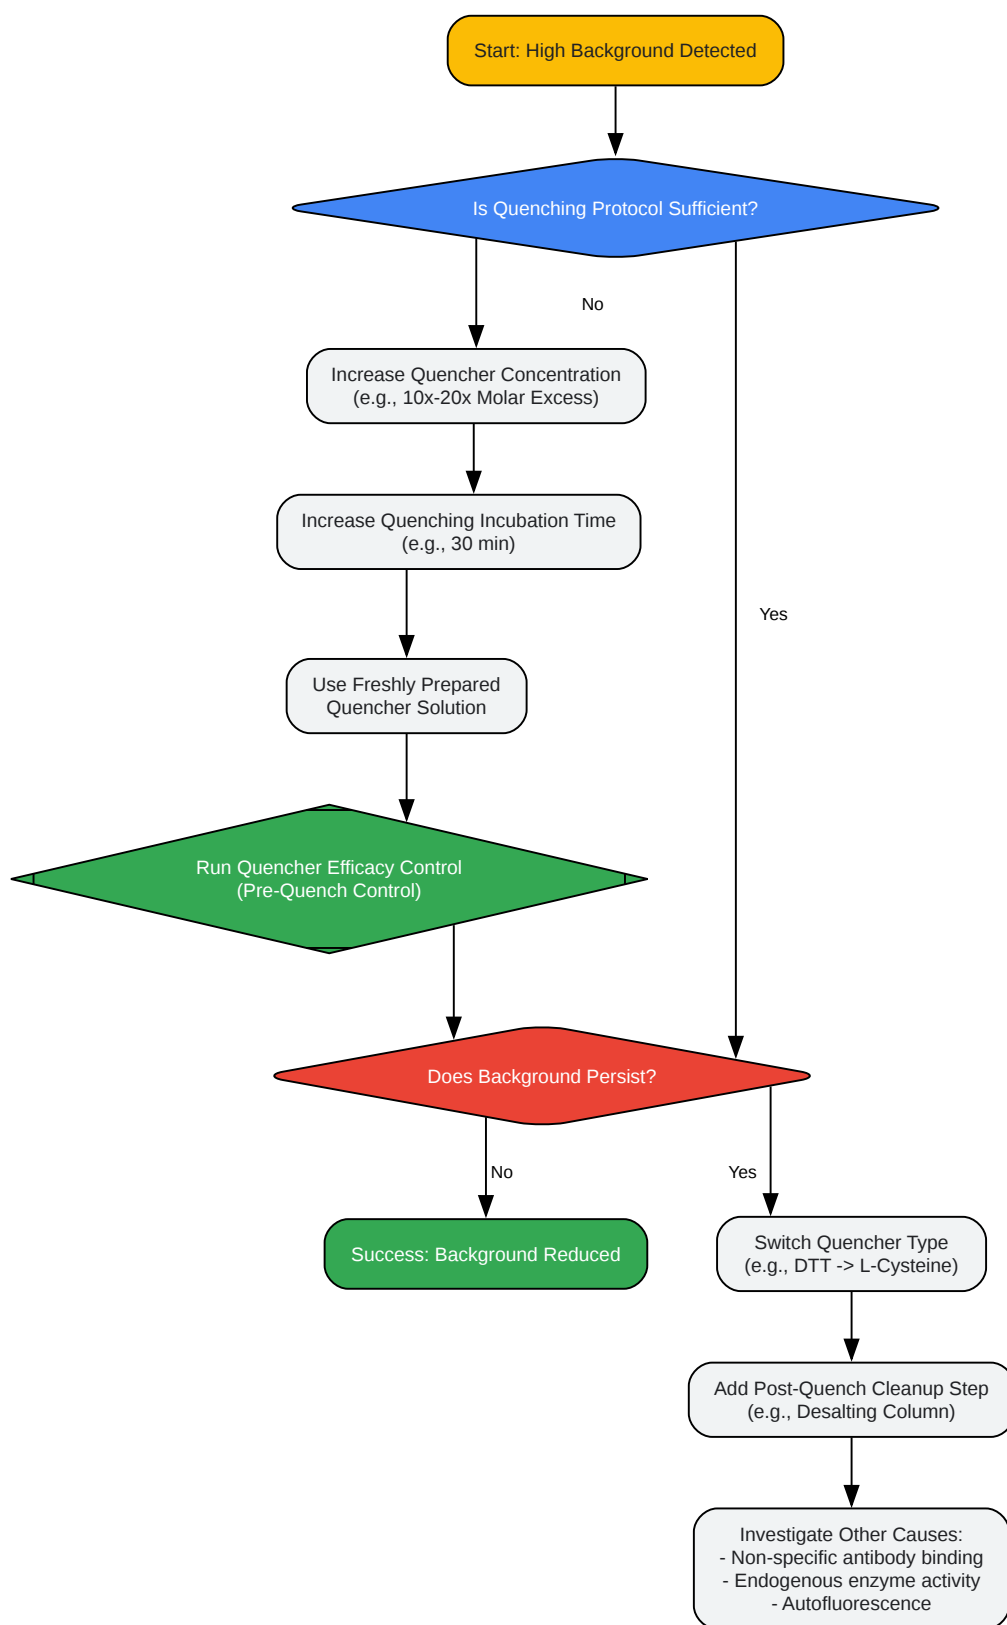 Start: High Background Detected
Is Quenching Protocol Sufficient?
No
Increase Quencher Concentration
(e.g., 10x-20x Molar Excess)
Increase Quenching Incubation Time
(e.g., 30 min)
Yes
Use Freshly Prepared
Quencher Solution
Run Quencher Efficacy Control
(Pre-Quench Control)
Does Background Persist?
No
Yes
Success: Background Reduced
Switch Quencher Type
(e.g., DTT -> L-Cysteine)
Add Post-Quench Cleanup Step
(e.g., Desalting Column)
Investigate Other Causes:
- Non-specific antibody binding
- Endogenous enzyme activity
- Autofluorescence